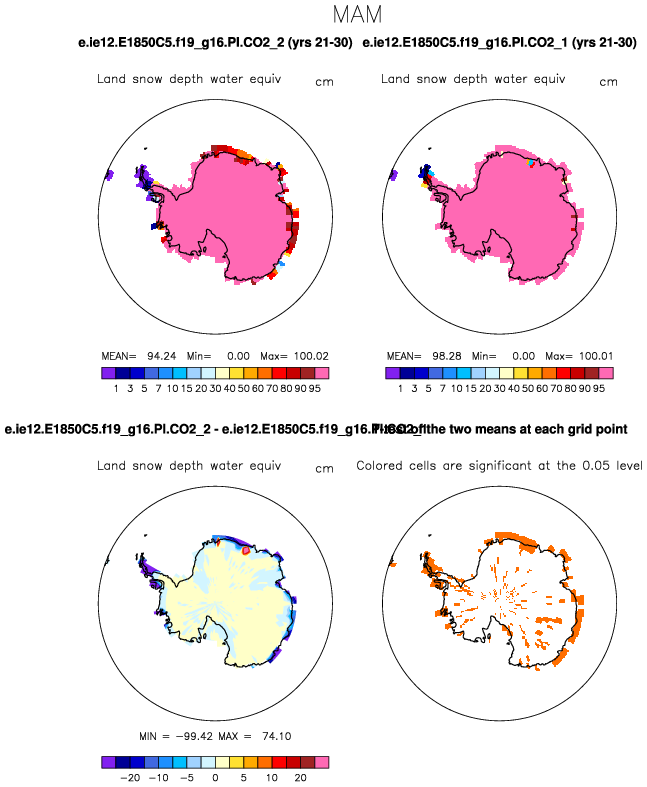 MAM
e.ie12.E1850C5.f19_g16.PI.CO2_2 (yrs 21-30)
e.ie12.E1850C5.f19_g16.PI.CO2_1 (yrs 21-30)
Land snow depth water equiv cm
Land snow depth water equiv cm
MEAN= 94.24 Min= 0.00 Max= 100.02
MEAN= 98.28 Min= 0.00 Max= 100.01
1 3 5 7 10 15 20 30 40 50 60 70 80 90 95
1 3 5 7 10 15 20 30 40 50 60 70 80 90 95
e.ie12.E1850C5.f19_g16.PI.CO2_2 - e.ie12.E1850C5.f19_g16.PI.CO2_1
of the two means at each grid point
Land snow depth water equiv cm
Colored cells are significant at the 0.05 level
MIN = -99.42 MAX = 74.10
-20 -10 -5 0 5 10 20